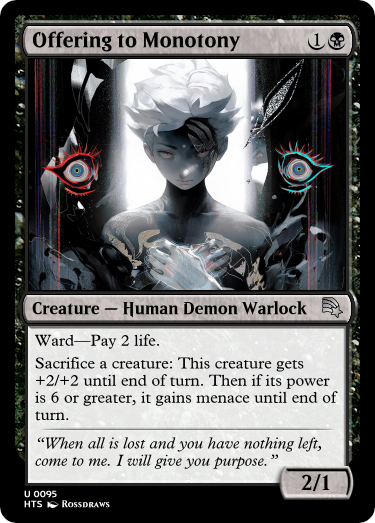 Offering to Monotony 1
Creature — Human Demon Warlock
Ward—Pay 2 life.
Sacrifice a creature: This creature gets
+2/+2 until end of turn. Then if its power
is 6 or greater, it gains menace until end of
turn.
“When all is lost and you have nothing left,
come to me. I will give you purpose.”
2/1
U 0095
HTS Rossdraws